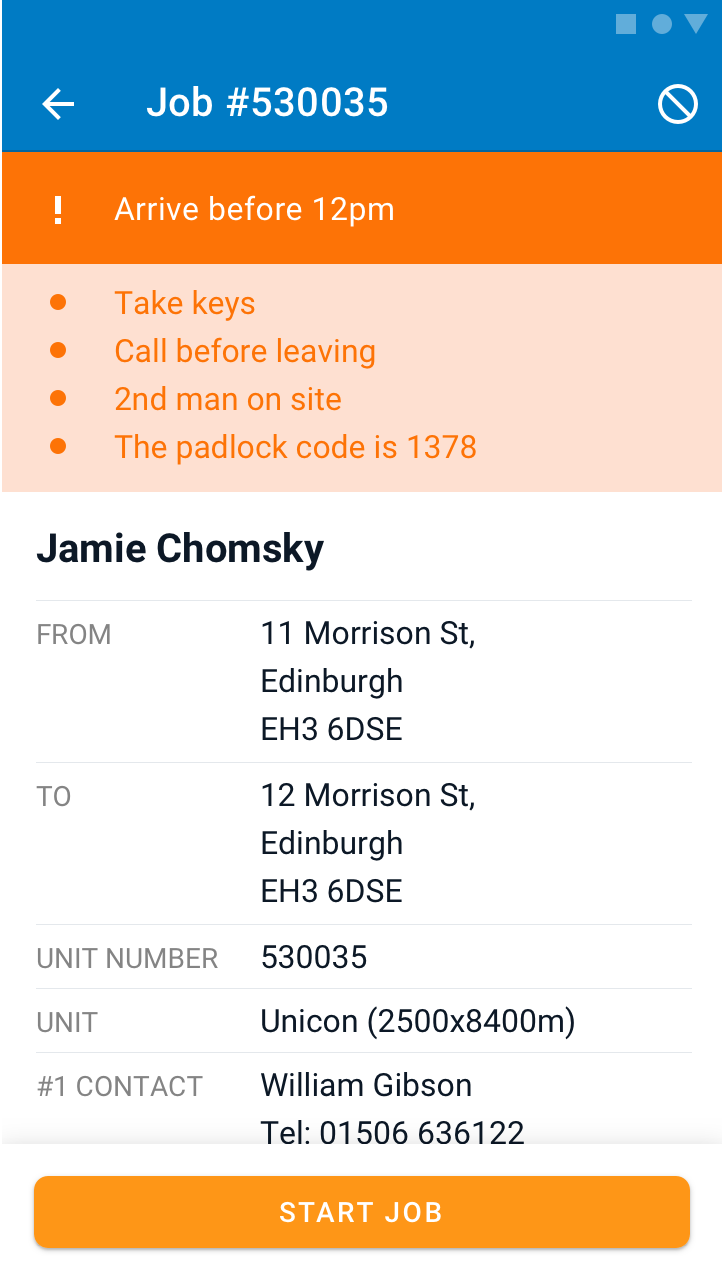 Job #530035
! Arrive before 12pm
Take keys
Call before leaving
2nd man on site
The padlock code is 1378
Jamie Chomsky
FROM 11 Morrison St,
Edinburgh
EH3 6DSE
TO 12 Morrison St,
Edinburgh
EH3 6DSE
UNIT NUMBER 530035
UNIT Unicon (2500x8400m)
#1 CONTACT William Gibson
Tel: 01506 636122
START JOB